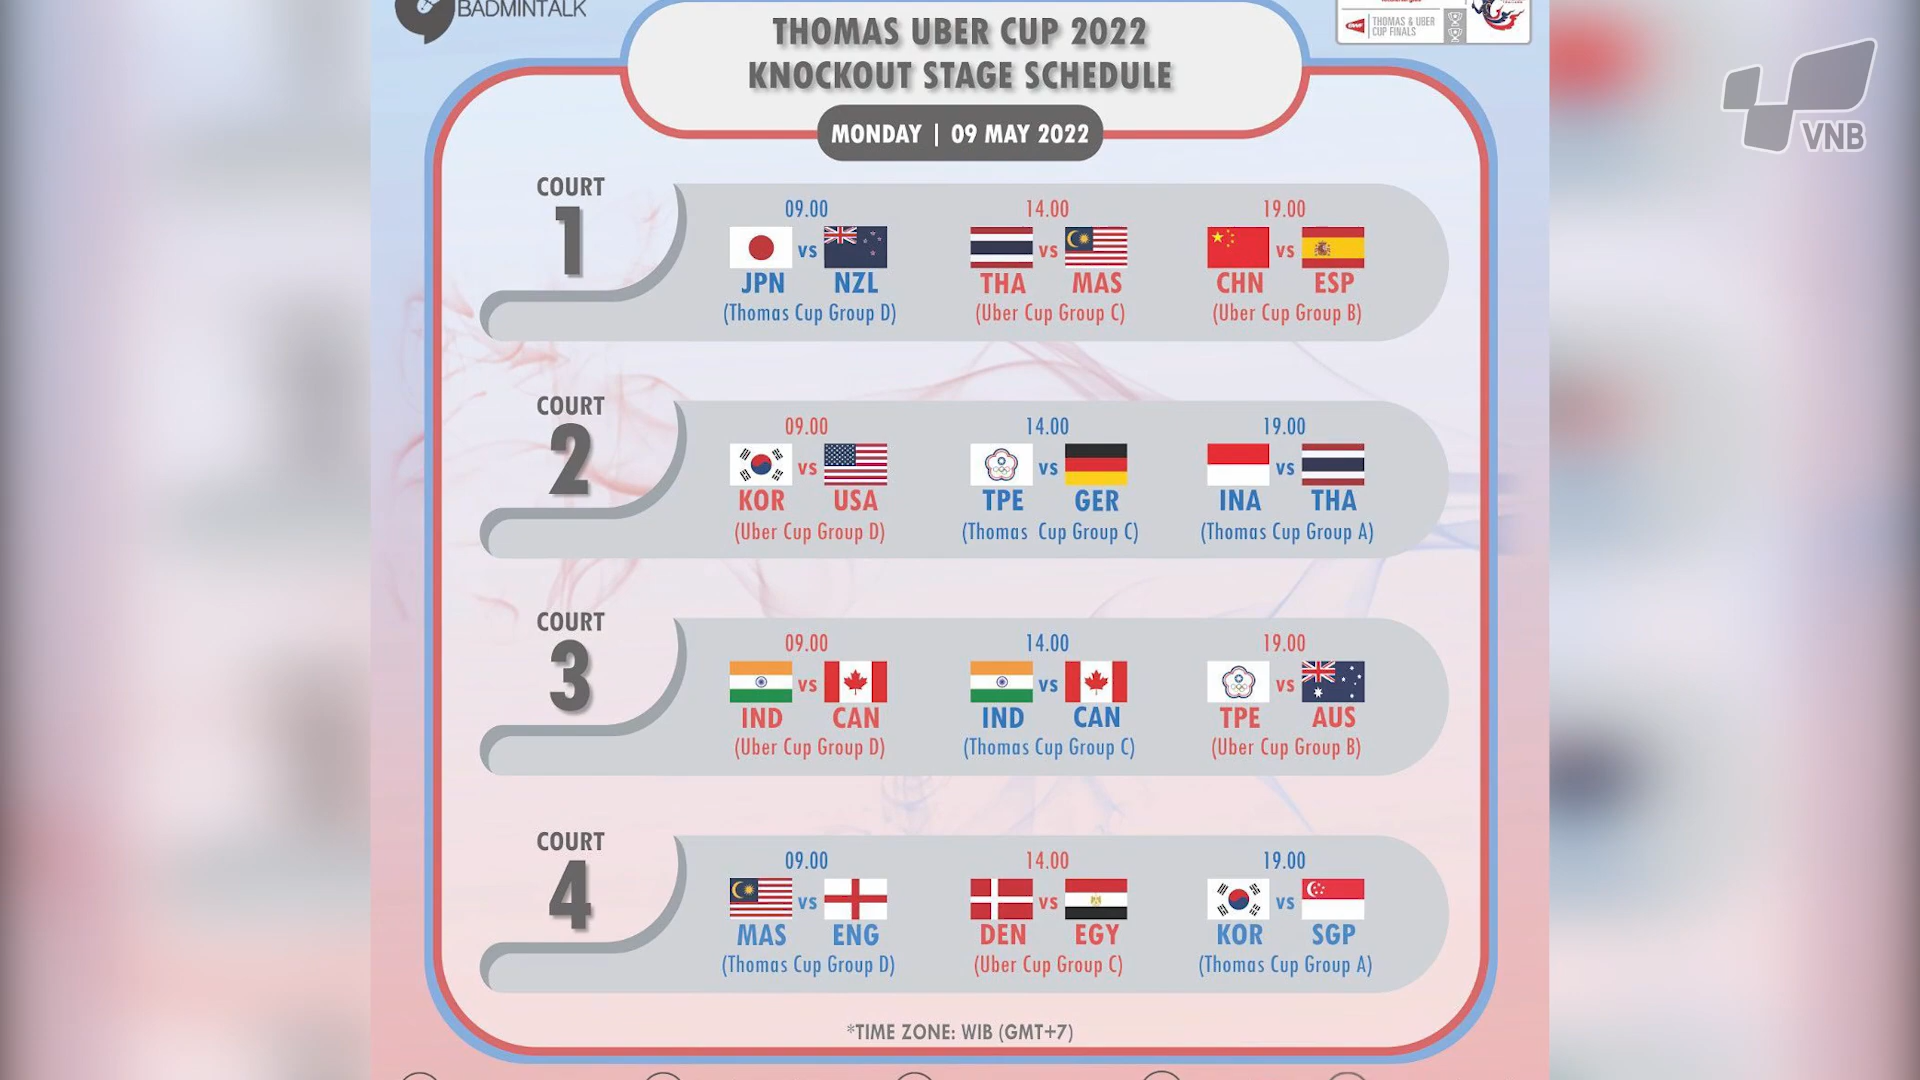 BADMINTALK
THOMAS UBER CUP 2022
KNOCKOUT STAGE SCHEDULE
MONDAY | 09 MAY 2022
THOMAS & UBER
CUP FINALS
VNB
COURT
1
09.00
VS
JPN NZL
(Thomas Cup Group D)
14.00
VS
THA MAS
(Uber Cup Group C)
19.00
VS
CHN ESP
(Uber Cup Group B)
COURT
2
09.00
VS
KOR USA
(Uber Cup Group D)
14.00
VS
TPE GER
(Thomas Cup Group C)
19.00
VS
INA THA
(Thomas Cup Group A)
COURT
3
09.00
VS
IND CAN
(Uber Cup Group D)
14.00
VS
IND CAN
(Thomas Cup Group C)
19.00
VS
TPE AUS
(Uber Cup Group B)
COURT
4
09.00
VS
MAS ENG
(Thomas Cup Group D)
14.00
VS
DEN EGY
(Uber Cup Group C)
19.00
VS
KOR SGP
(Thomas Cup Group A)
*TIME ZONE: WIB (GMT+7)